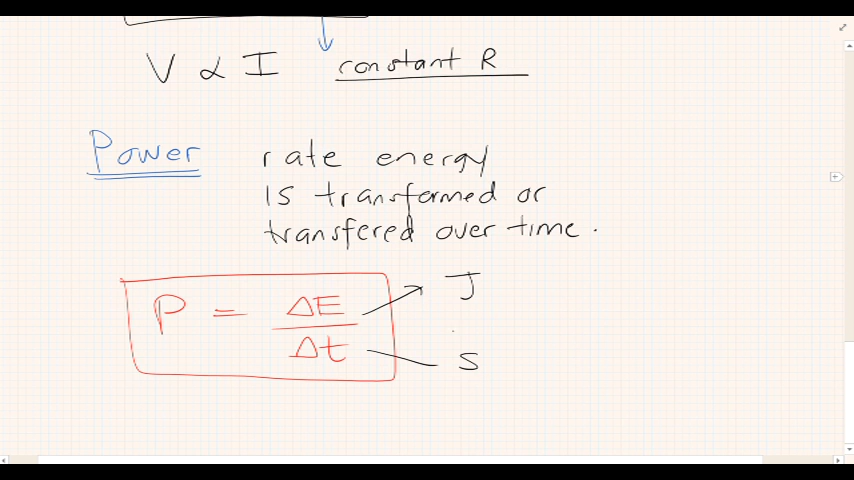 V ∝ I constant R
Power rate energy
is transformed or
transfered over time.
P = ΔE / Δt
J
s